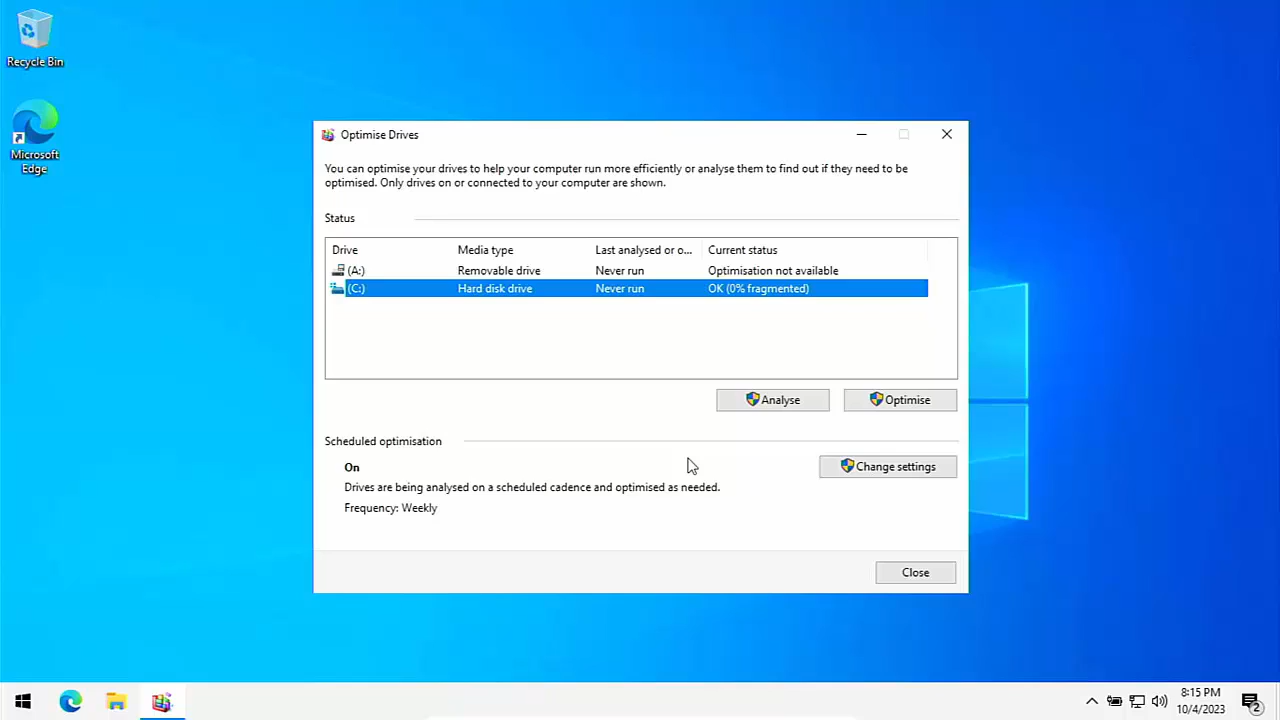 Recycle Bin
Microsoft
Edge
Optimise Drives
You can optimise your drives to help your computer run more efficiently or analyse them to find out if they need to be
optimised. Only drives on or connected to your computer are shown.
Status
Drive Media type Last analysed or o... Current status
(A:) Removable drive Never run Optimisation not available
(C:) Hard disk drive Never run OK (0% fragmented)
Analyse Optimise
Scheduled optimisation
On
Change settings
Drives are being analysed on a scheduled cadence and optimised as needed.
Frequency: Weekly
Close
8:15 PM
10/4/2023
2